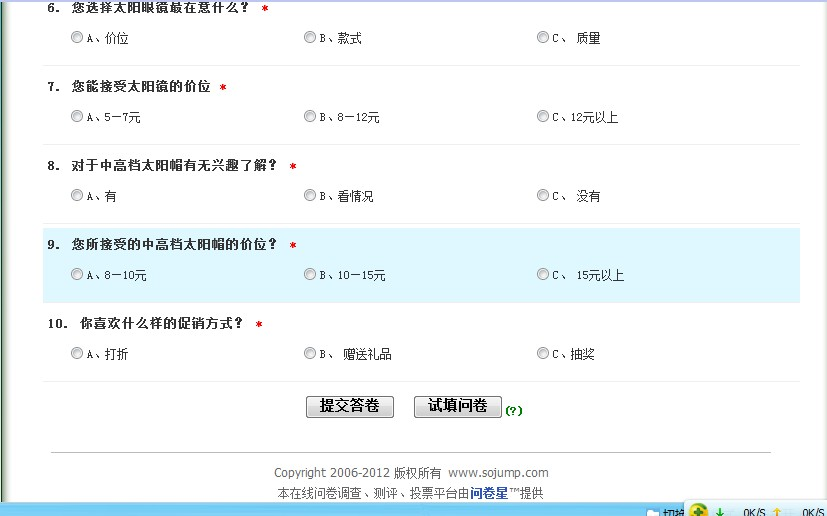 6. 您选择太阳眼镜最在意什么？ *
A、价位 B、款式 C、 质量
7. 您能接受太阳镜的价位 *
A、5—7元 B、8—12元 C、12元以上
8. 对于中高档太阳帽有无兴趣了解？ *
A、有 B、看情况 C、 没有
9. 您所接受的中高档太阳帽的价位？ *
A、8—10元 B、10—15元 C、 15元以上
10. 你喜欢什么样的促销方式？ *
A、打折 B、 赠送礼品 C、抽奖
提交答卷 试填问卷 (?)
Copyright 2006-2012 版权所有 www.sojump.com
本在线问卷调查、测评、投票平台由问卷星™提供
切换 0K/S 0K/S